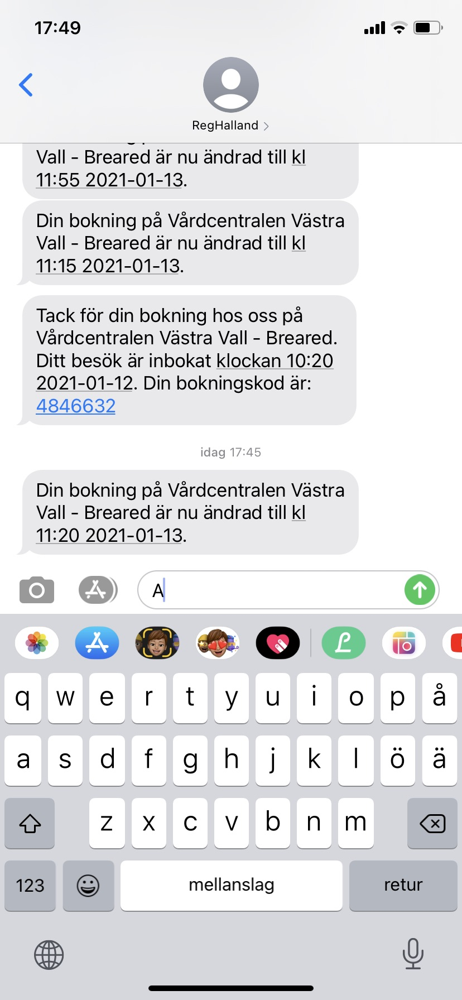 17:49
RegHalland
Vall - Breared är nu ändrad till kl
11:55 2021-01-13.
Din bokning på Vårdcentralen Västra
Vall - Breared är nu ändrad till kl
11:15 2021-01-13.
Tack för din bokning hos oss på
Vårdcentralen Västra Vall - Breared.
Ditt besök är inbokat klockan 10:20
2021-01-12. Din bokningskod är:
4846632
idag 17:45
Din bokning på Vårdcentralen Västra
Vall - Breared är nu ändrad till kl
11:20 2021-01-13.
A
q w e r t y u i o p å
a s d f g h j k l ö ä
z x c v b n m
123 mellanslag retur